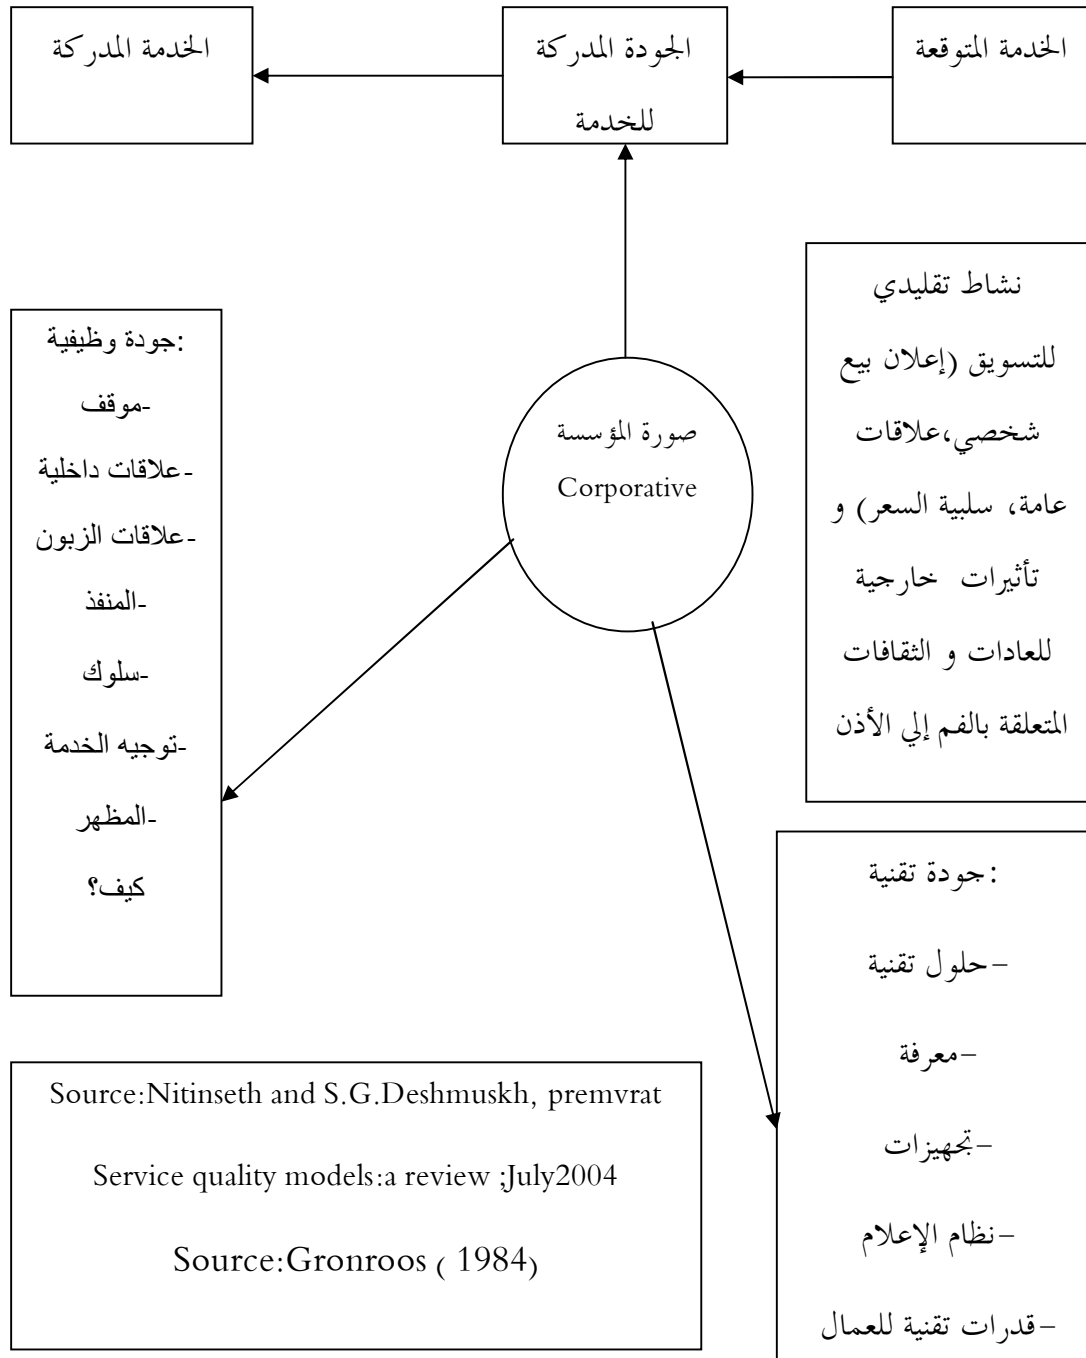 الخدمة المتوقعة
الجودة المدركة
للخدمة
الخدمة المدركة
نشاط تقليدي
للتسويق (إعلان بيع
شخصي،علاقات
عامة، سلبية السعر) و
تأثيرات خارجية
للعادات و الثقافات
المتعلقة بالفم إلي الأذن
صورة المؤسسة
Corporative
جودة وظيفية:
-موقف
-علاقات داخلية
-علاقات الزبون
-المنفذ
-سلوك
-توجيه الخدمة
-المظهر
كيف؟
جودة تقنية:
–حلول تقنية
–معرفة
–تجهيزات
–نظام الإعلام
–قدرات تقنية للعمال
Source:Nitinseth and S.G.Deshmuskh, premvrat
Service quality models:a review ;July2004
Source:Gronroos ( 1984)